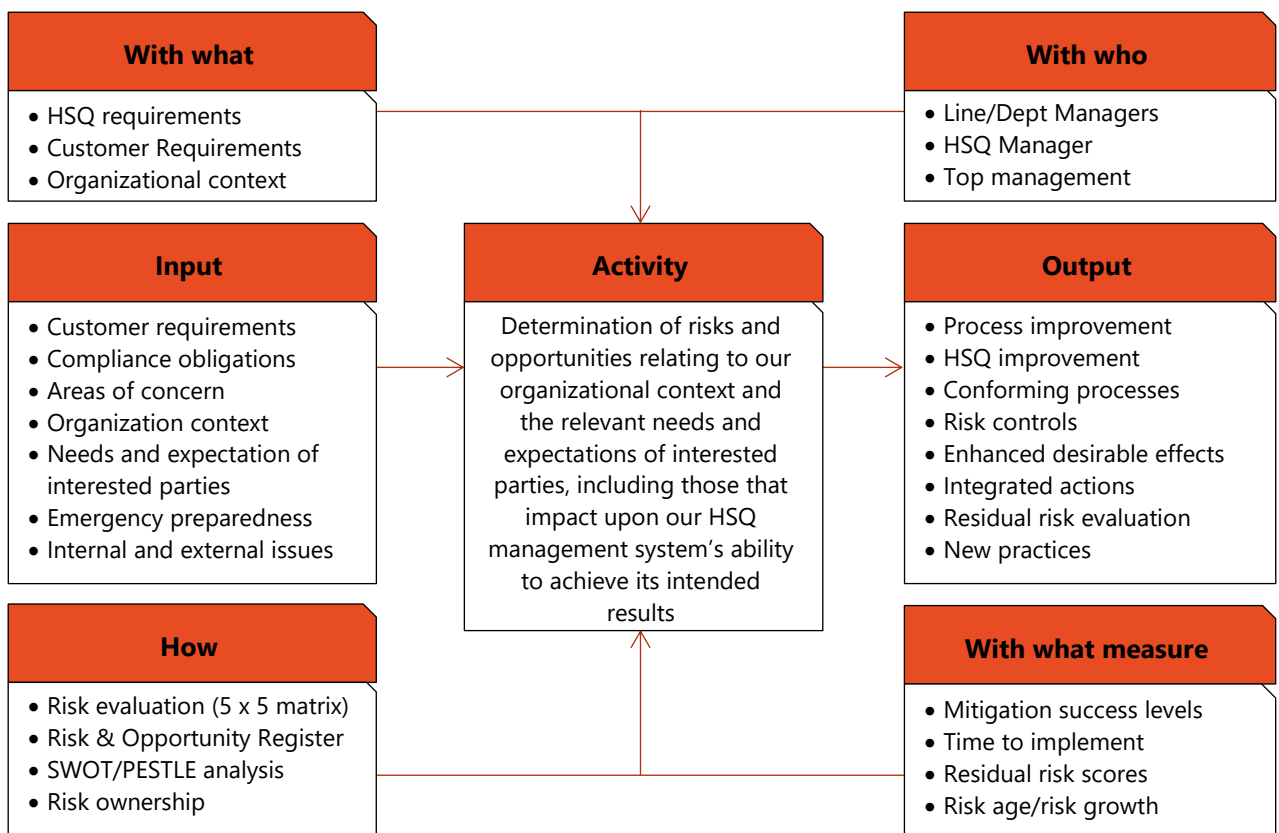 With what
• HSQ requirements
• Customer Requirements
• Organizational context
With who
• Line/Dept Managers
• HSQ Manager
• Top management
Input
• Customer requirements
• Compliance obligations
• Areas of concern
• Organization context
• Needs and expectation of
interested parties
• Emergency preparedness
• Internal and external issues
Activity
Determination of risks and
opportunities relating to our
organizational context and
the relevant needs and
expectations of interested
parties, including those that
impact upon our HSQ
management system’s ability
to achieve its intended
results
Output
• Process improvement
• HSQ improvement
• Conforming processes
• Risk controls
• Enhanced desirable effects
• Integrated actions
• Residual risk evaluation
• New practices
How
• Risk evaluation (5 x 5 matrix)
• Risk & Opportunity Register
• SWOT/PESTLE analysis
• Risk ownership
With what measure
• Mitigation success levels
• Time to implement
• Residual risk scores
• Risk age/risk growth